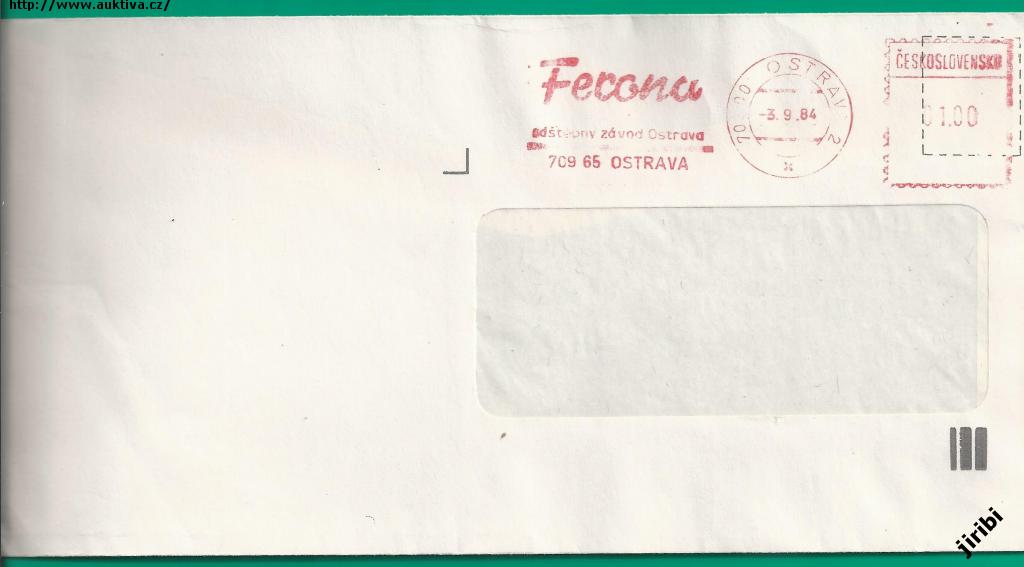 http://www.auktiva.cz/
Fecona
odštěpný závod Ostrava
709 65 OSTRAVA
OSTRAVA 2
-3.9.84
x
ČESKOSLOVENSKO
01.00
jiribi